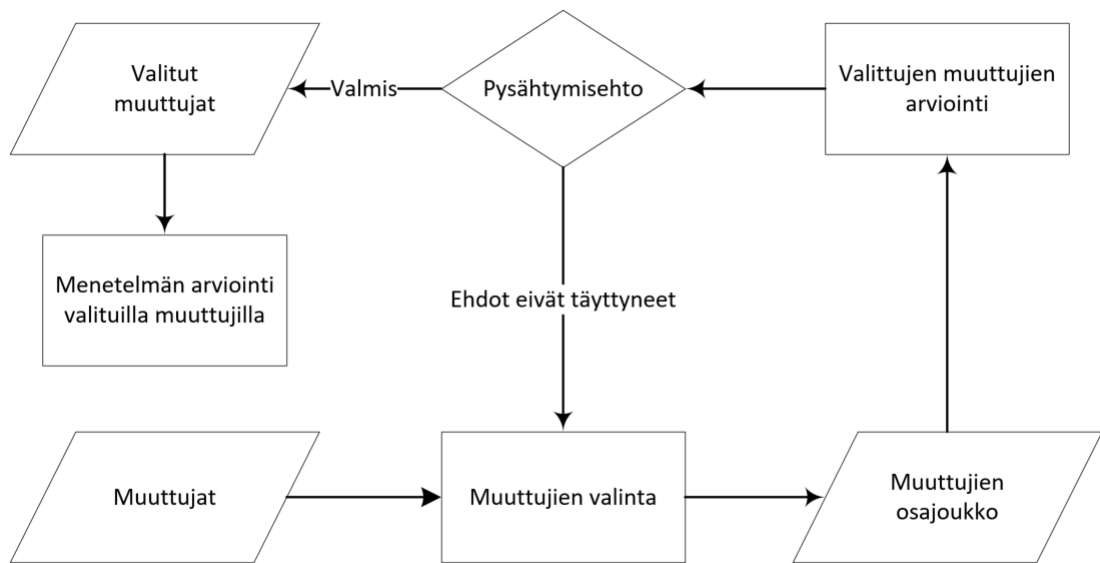 Valitut
muuttujat
Valmis
Pysähtymisehto
Valittujen muuttujien
arviointi
Menetelmän arviointi
valituilla muuttujilla
Ehdot eivät täyttyneet
Muuttujat
Muuttujien valinta
Muuttujien
osajoukko